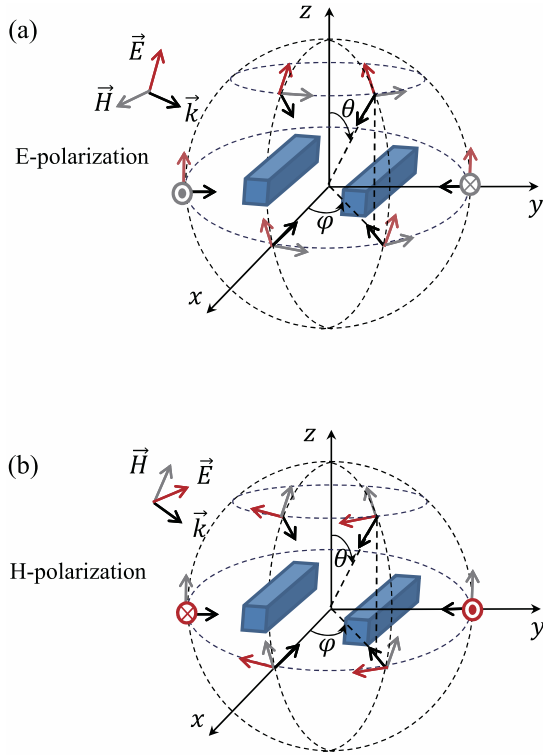 (a)
z
E⃗
H⃗
k⃗
θ
E-polarization
y
φ
x
(b)
z
H⃗
E⃗
k⃗
θ
H-polarization
y
φ
x